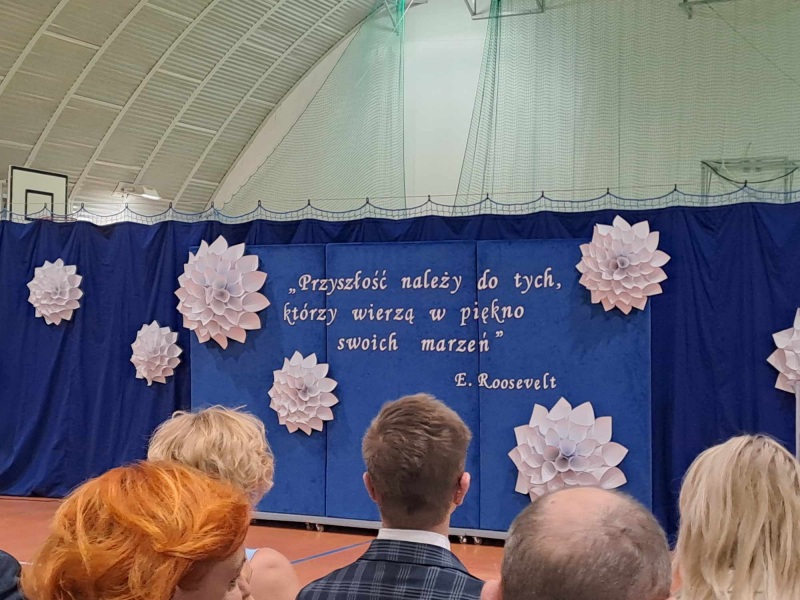 „Przyszłość należy do tych,
którzy wierzą w piękno
swoich marzeń”
E. Roosevelt